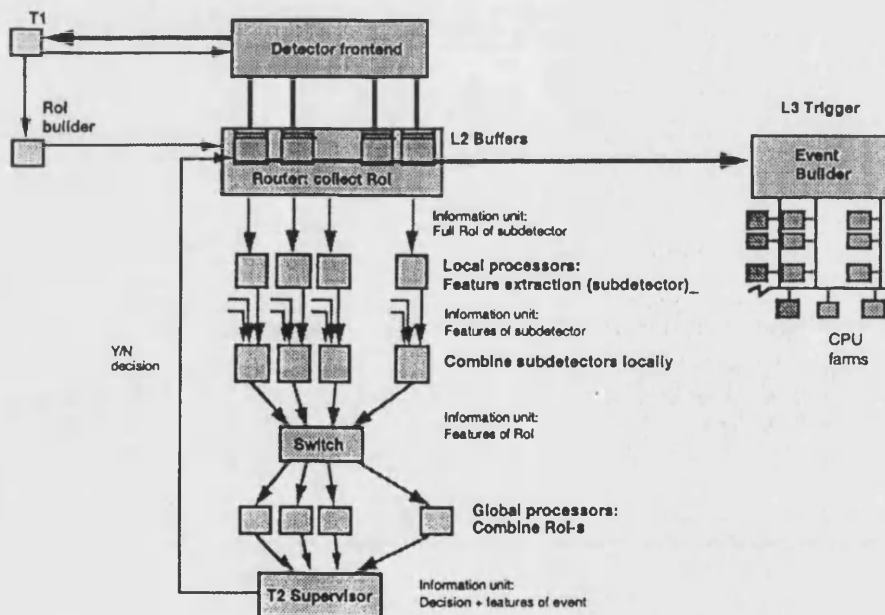 T1
Detector frontend
RoI
builder
L2 Buffers
Router: collect RoI
L3 Trigger
Event
Builder
Information unit:
Full RoI of subdetector
Local processors:
Feature extraction (subdetector)_
Information unit:
Features of subdetector
Y/N
decision
Combine subdetectors locally
CPU
farms
Information unit:
Features of RoI
Switch
Global processors:
Combine RoI-s
T2 Supervisor
Information unit:
Decision + features of event